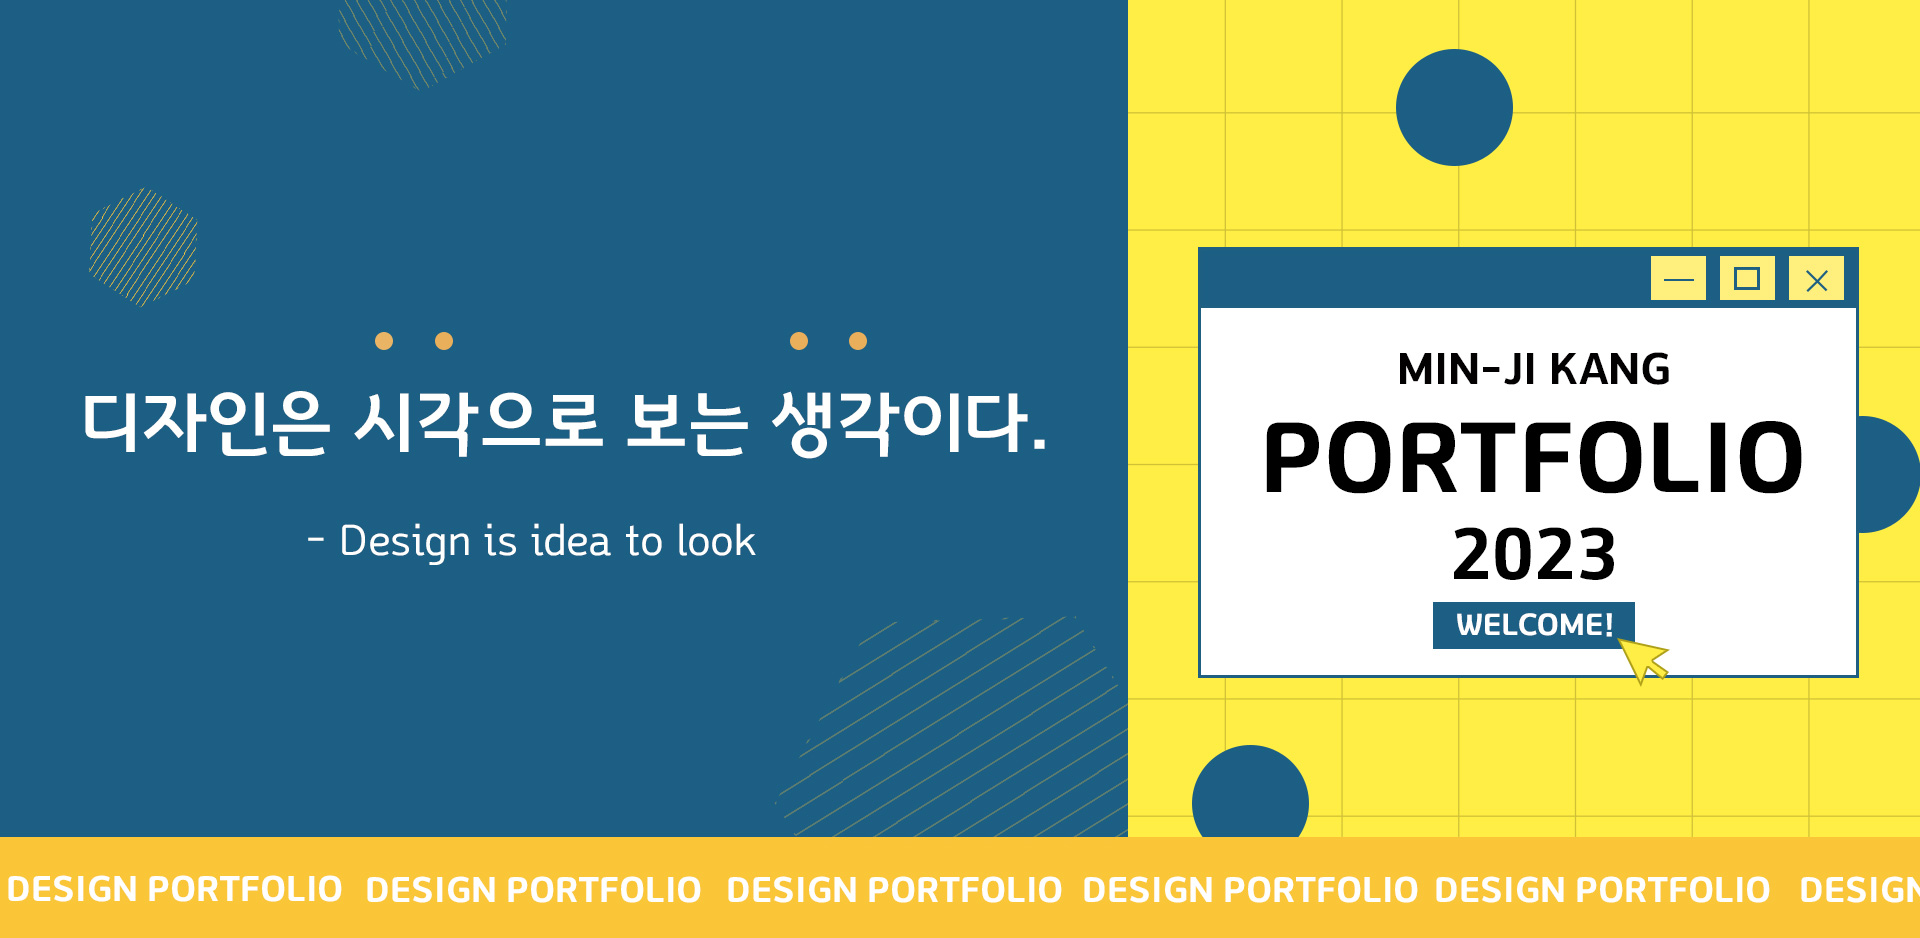 디자인은 시각으로 보는 생각이다.
- Design is idea to look
MIN-JI KANG
PORTFOLIO
2023
WELCOME!
DESIGN PORTFOLIO DESIGN PORTFOLIO DESIGN PORTFOLIO DESIGN PORTFOLIO DESIGN PORTFOLIO DESIGN